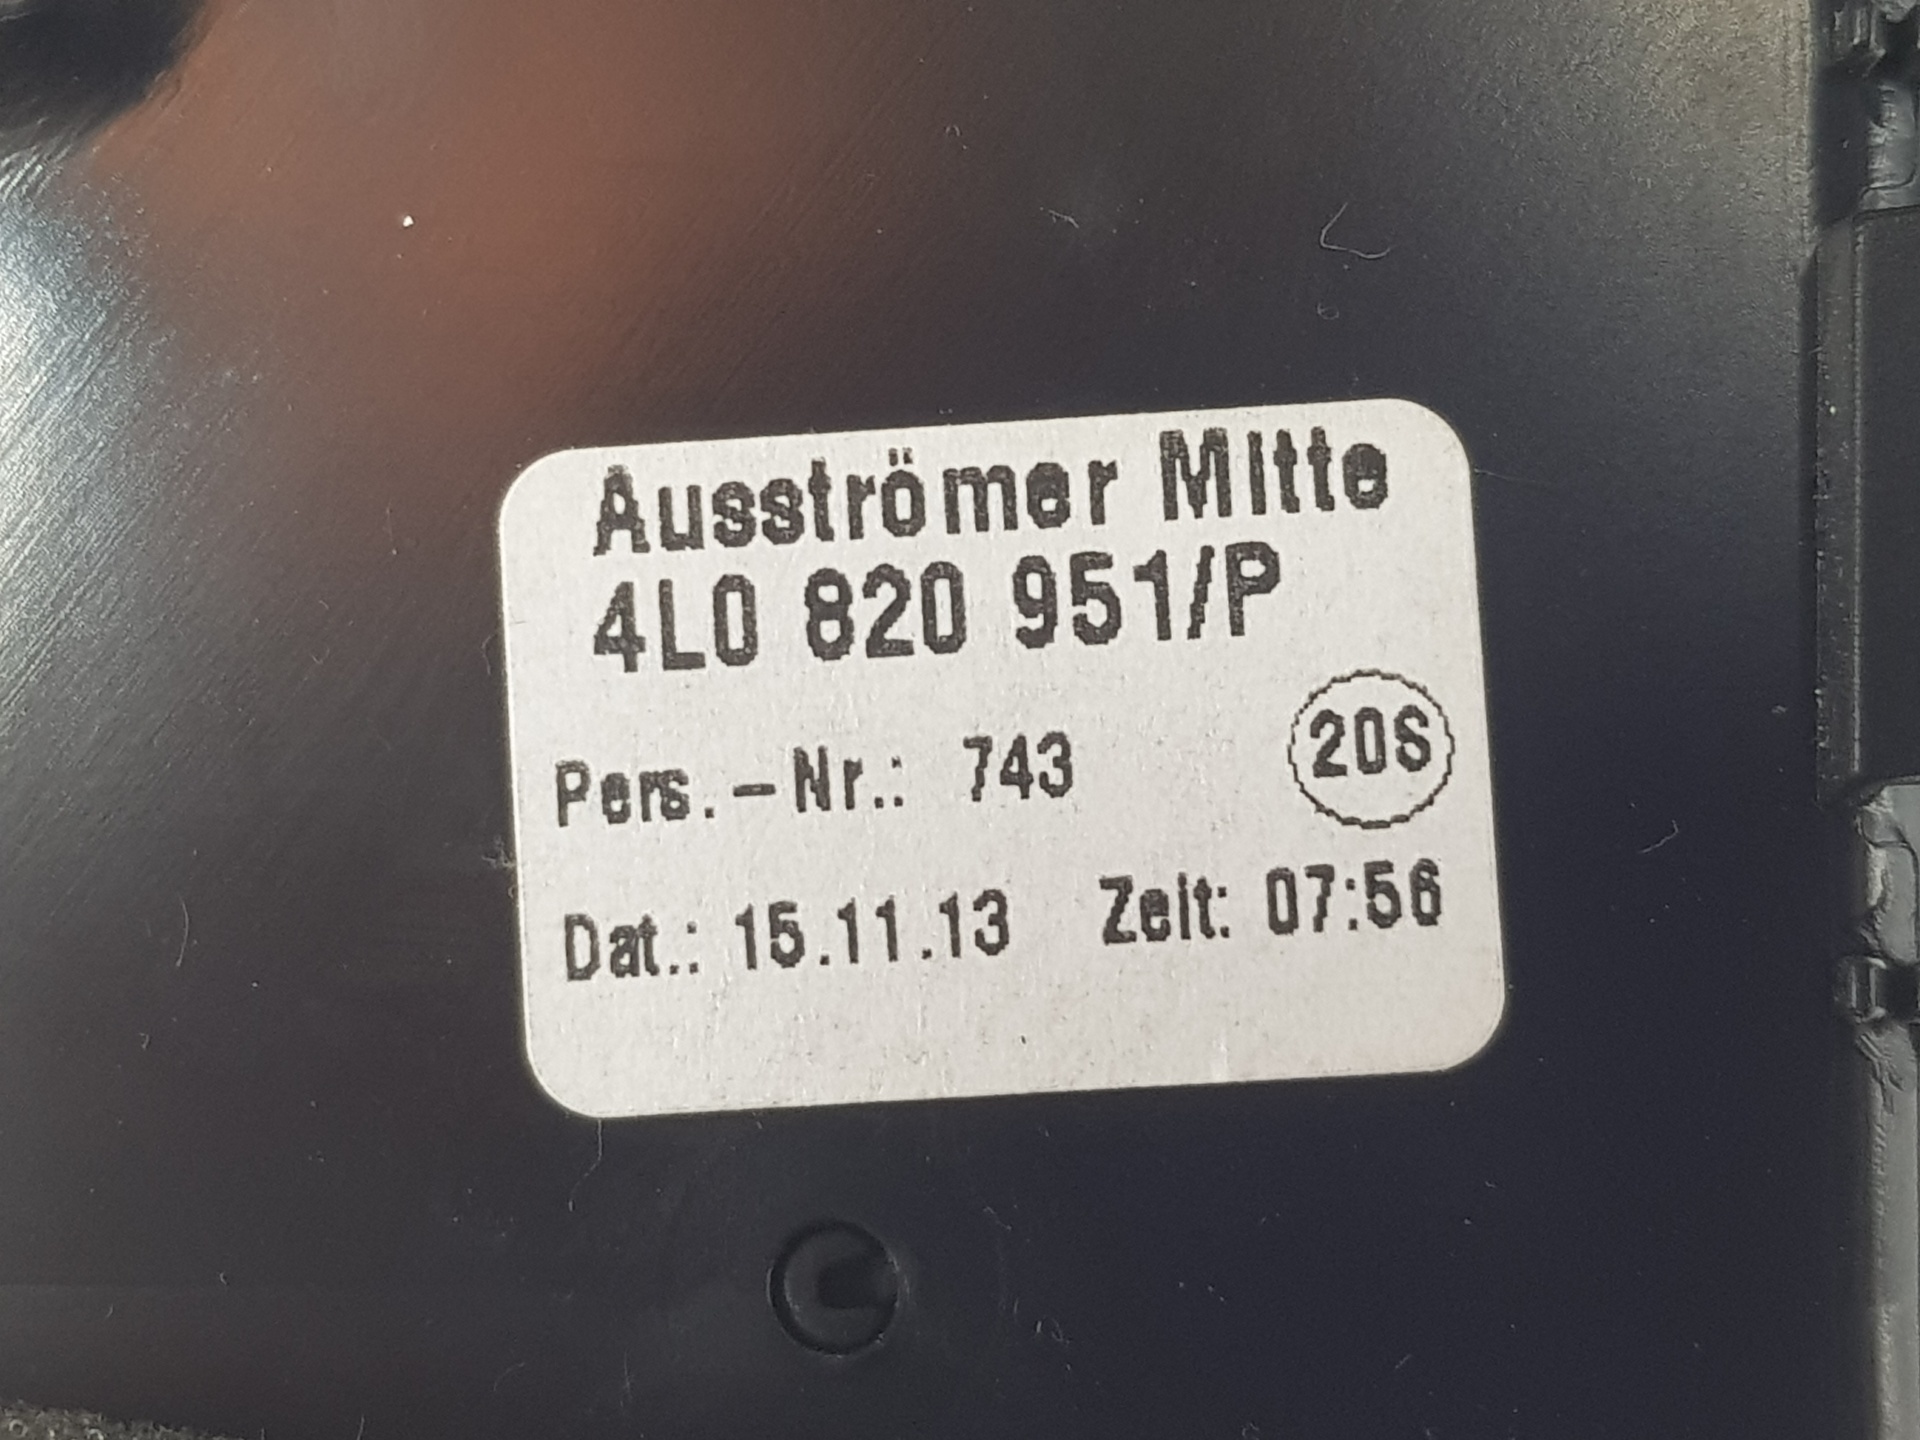 Ausströmer Mitte
4L0 820 951/P
Pers.-Nr.: 743
20S
Dat.: 15.11.13 Zeit: 07:56